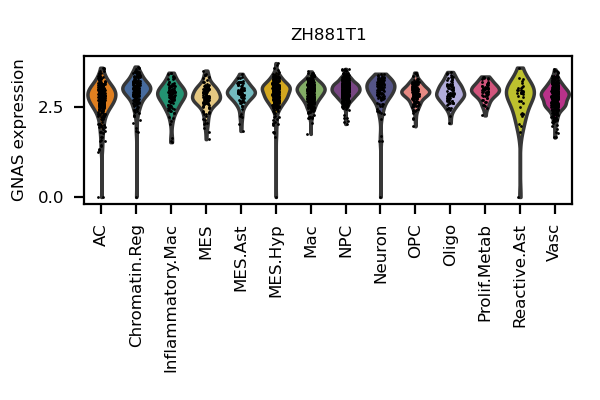 ZH881T1
GNAS expression
2.5
0.0
AC
Chromatin.Reg
Inflammatory.Mac
MES
MES.Ast
MES.Hyp
Mac
NPC
Neuron
OPC
Oligo
Prolif.Metab
Reactive.Ast
Vasc